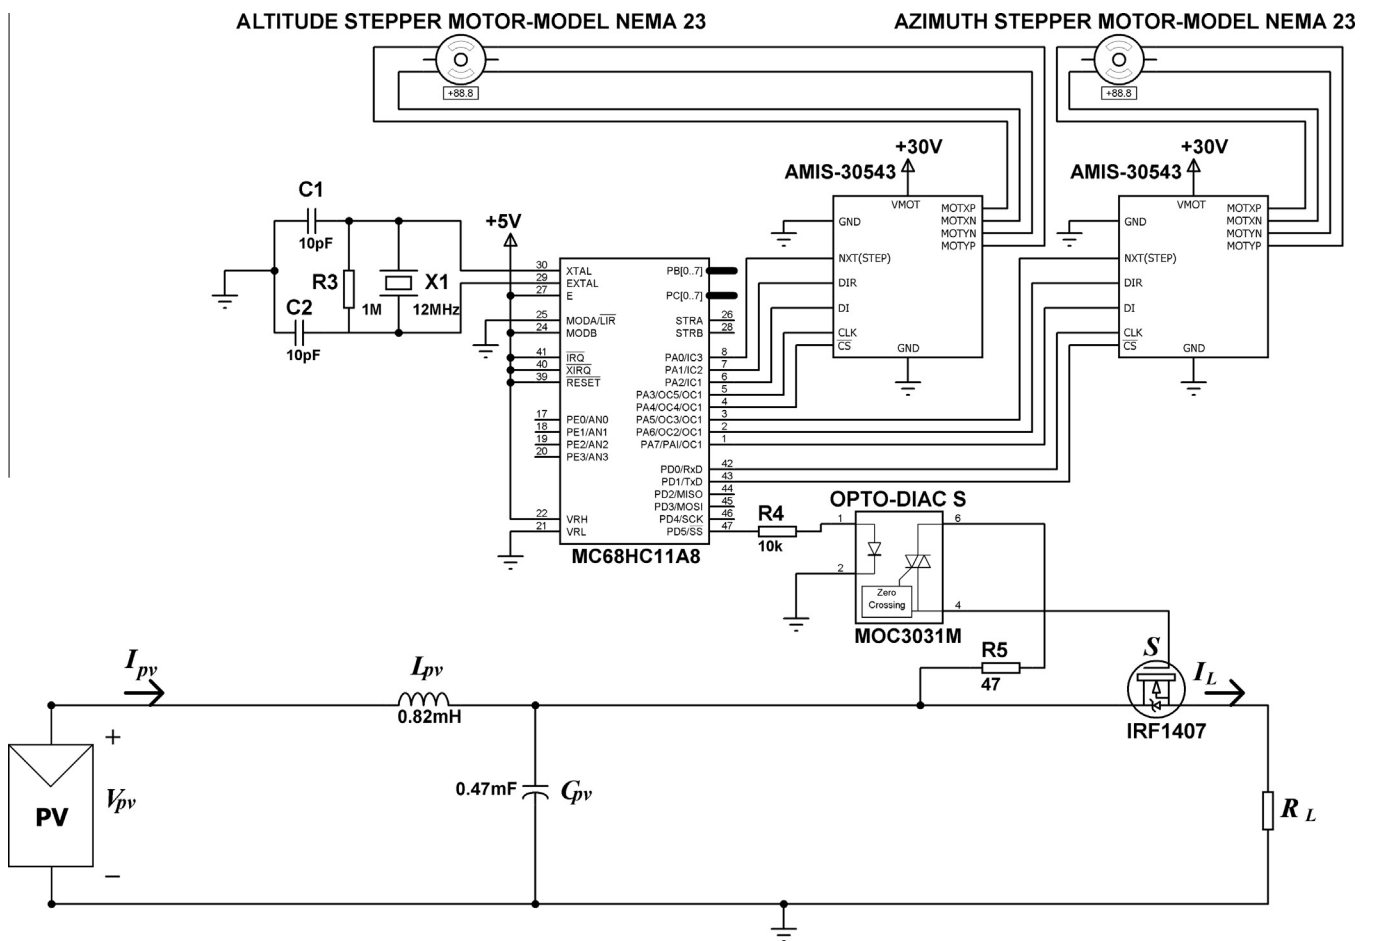 ALTITUDE STEPPER MOTOR-MODEL NEMA 23
AZIMUTH STEPPER MOTOR-MODEL NEMA 23
+88.8
+88.8
+30V
AMIS-30543
VMOT
GND
MOTXP
MOTXN
MOTYN
MOTYP
NXT(STEP)
DIR
DI
CLK
CS
GND
+30V
AMIS-30543
VMOT
GND
MOTXP
MOTXN
MOTYN
MOTYP
NXT(STEP)
DIR
DI
CLK
CS
GND
C1
10pF
R3
1M
X1
12MHz
C2
10pF
+5V
30 XTAL
29 EXTAL
27 E
25 MODA/LIR
24 MODB
41 IRQ
40 XIRQ
39 RESET
17 PE0/AN0
18 PE1/AN1
19 PE2/AN2
20 PE3/AN3
22 VRH
21 VRL
PB[0..7]
PC[0..7]
STRA 26
STRB 28
PA0/IC3 8
PA1/IC2 7
PA2/IC1 6
PA3/OC5/OC1 5
PA4/OC4/OC1 4
PA5/OC3/OC1 3
PA6/OC2/OC1 2
PA7/PAI/OC1 1
PD0/RxD 42
PD1/TxD 43
PD2/MISO 44
PD3/MOSI 45
PD4/SCK 46
PD5/SS 47
MC68HC11A8
R4
10k
OPTO-DIAC S
1
2
6
4
Zero
Crossing
MOC3031M
R5
47
S
IRF1407
I L
I pv
L pv
0.82mH
+
V pv
−
PV
0.47mF
C pv
R L